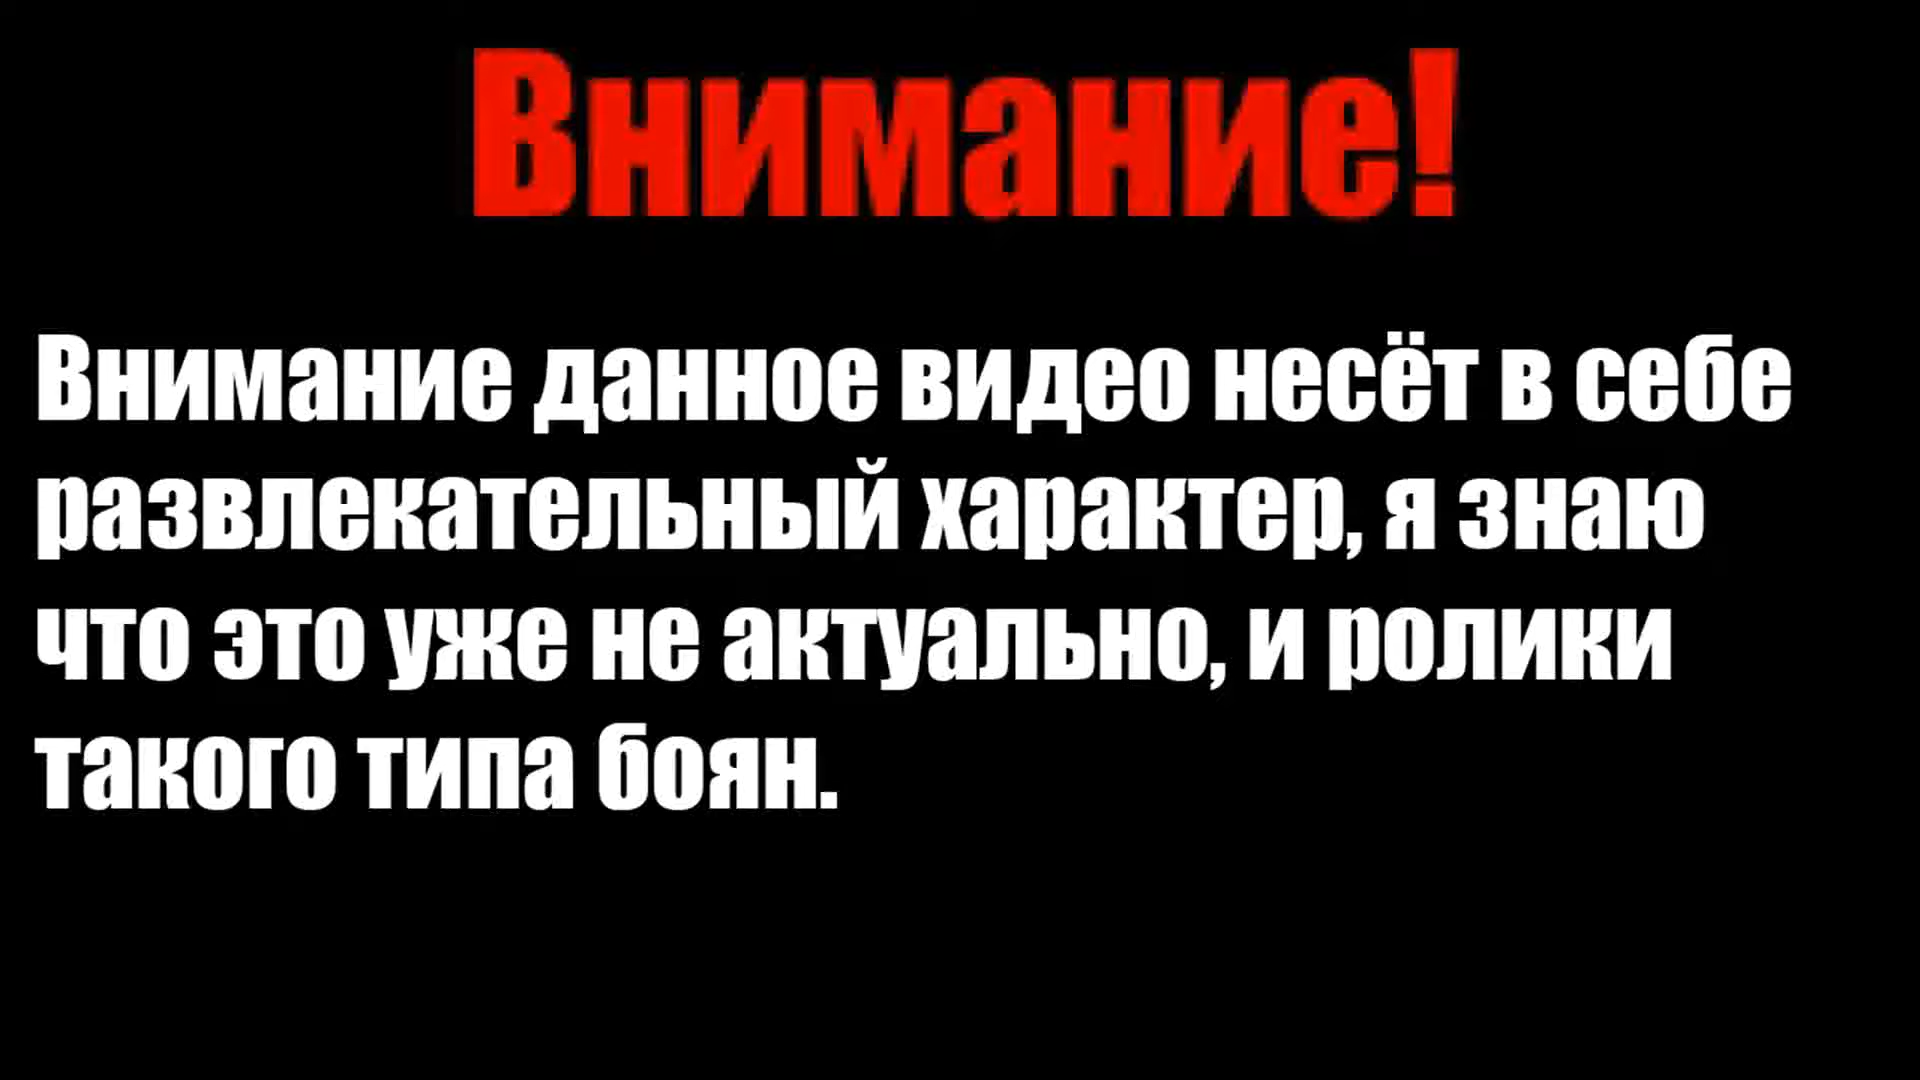 Внимание!
Внимание данное видео несёт в себе
развлекательный характер, я знаю
что это уже не актуально, и ролики
такого типа боян.